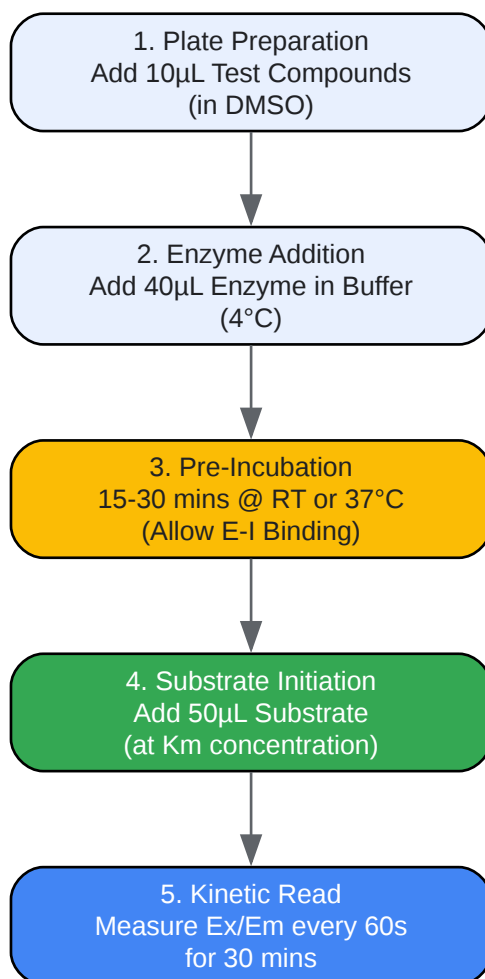 1. Plate Preparation
Add 10µL Test Compounds
(in DMSO)
2. Enzyme Addition
Add 40µL Enzyme in Buffer
(4°C)
3. Pre-Incubation
15-30 mins @ RT or 37°C
(Allow E-I Binding)
4. Substrate Initiation
Add 50µL Substrate
(at Km concentration)
5. Kinetic Read
Measure Ex/Em every 60s
for 30 mins